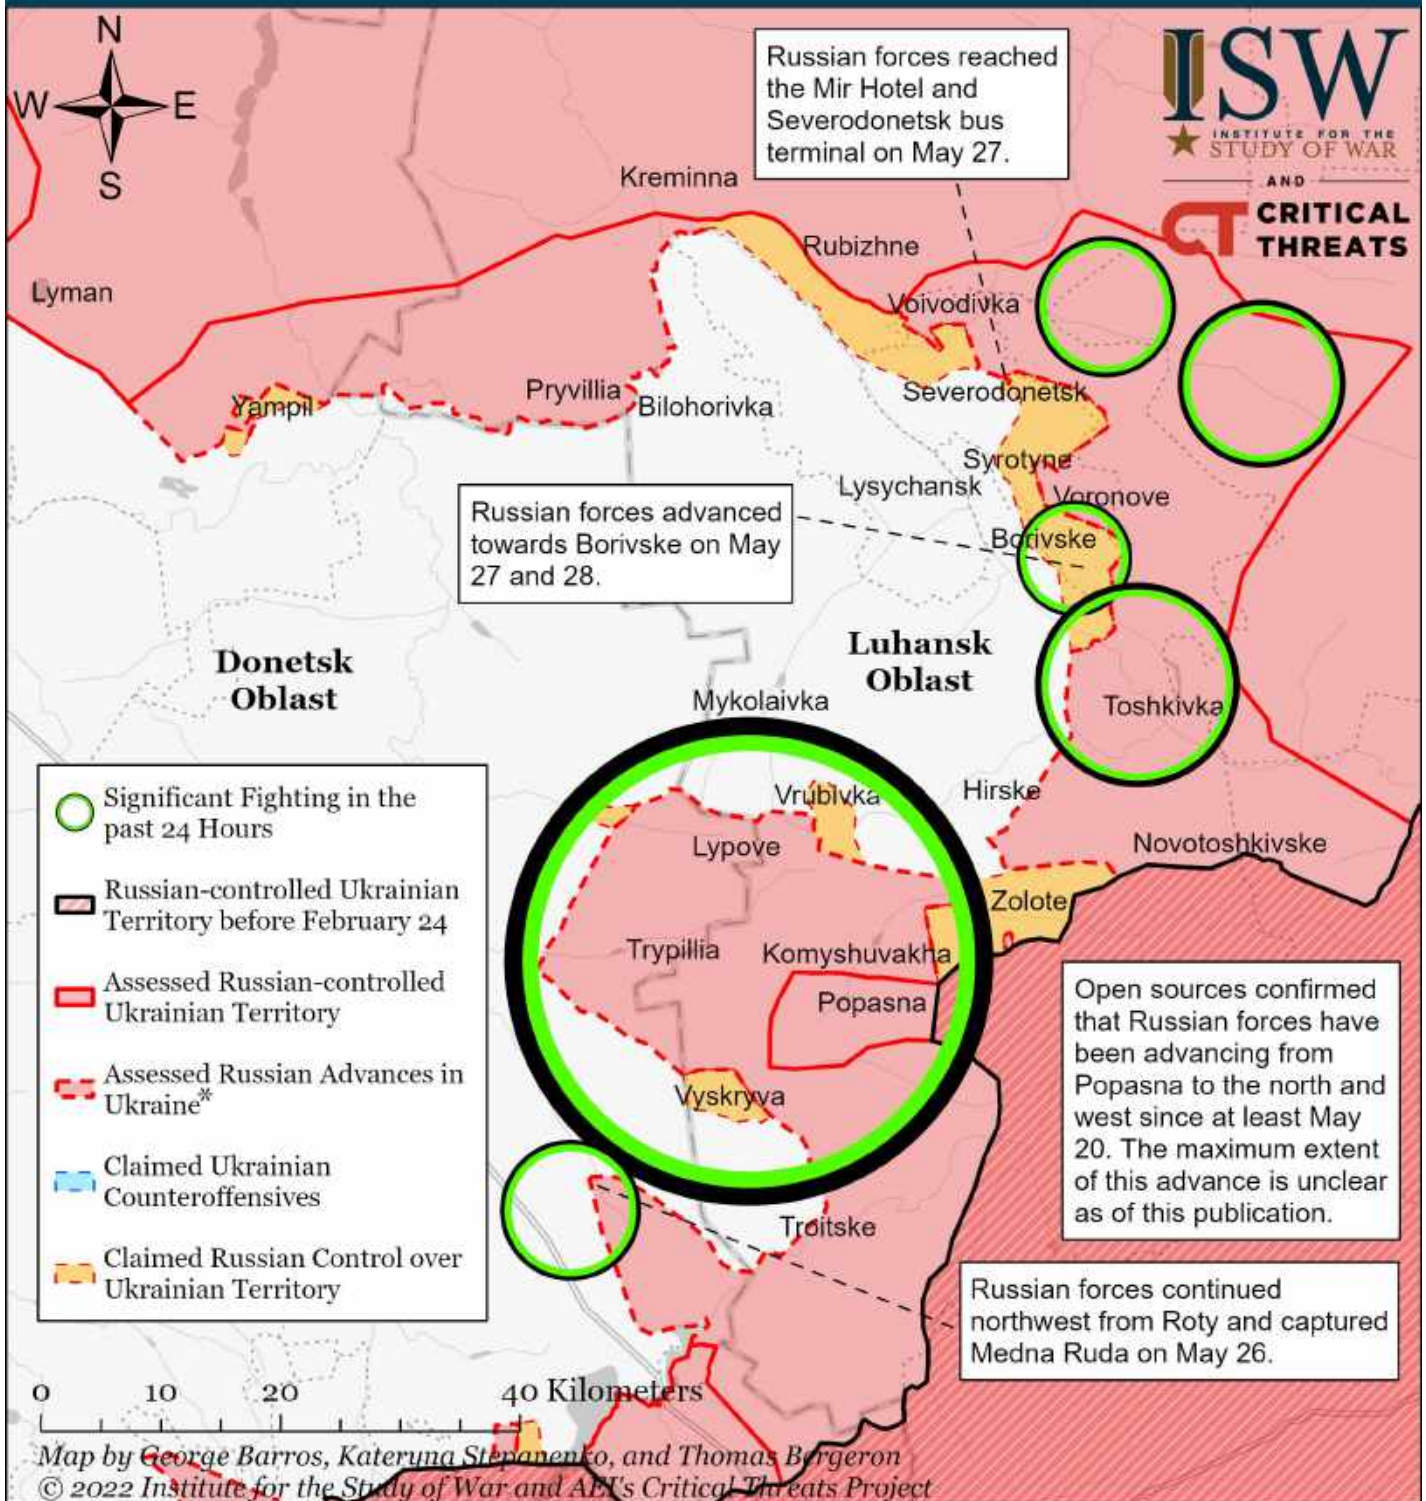 N
W E
S
Russian forces reached
the Mir Hotel and
Severodonetsk bus
terminal on May 27.
ISW
INSTITUTE FOR THE
STUDY OF WAR
AND
CT CRITICAL
THREATS
Kreminna
Rubizhne
Lyman
Voivodivka
Pryvillia
Severodonetsk
Yampil
Bilohorivka
Syrotyne
Lysychansk
Voronove
Russian forces advanced
towards Borivske on May
27 and 28.
Borivske
Donetsk
Oblast
Luhansk
Oblast
Mykolaivka
Toshkivka
Vrubivka
Hirske
Lypove
Novotoshkivske
Zolote
Trypillia
Komyshuvakha
Popasna
Vyskryva
Troitske
Significant Fighting in the
past 24 Hours
Russian-controlled Ukrainian
Territory before February 24
Assessed Russian-controlled
Ukrainian Territory
Assessed Russian Advances in
Ukraine*
Claimed Ukrainian
Counteroffensives
Claimed Russian Control over
Ukrainian Territory
Open sources confirmed
that Russian forces have
been advancing from
Popasna to the north and
west since at least May
20. The maximum extent
of this advance is unclear
as of this publication.
Russian forces continued
northwest from Roty and captured
Medna Ruda on May 26.
0 10 20 40 Kilometers
Map by George Barros, Kateryna Stepanenko, and Thomas Bergeron
© 2022 Institute for the Study of War and AEI's Critical Threats Project